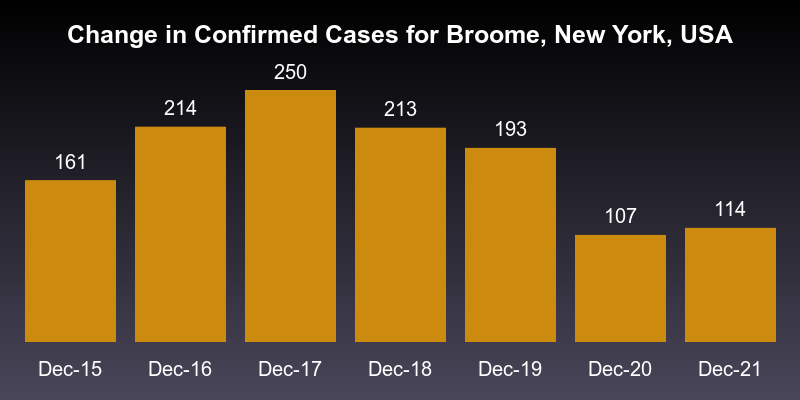 Change in Confirmed Cases for Broome, New York, USA
161
214
250
213
193
107
114
Dec-15
Dec-16
Dec-17
Dec-18
Dec-19
Dec-20
Dec-21